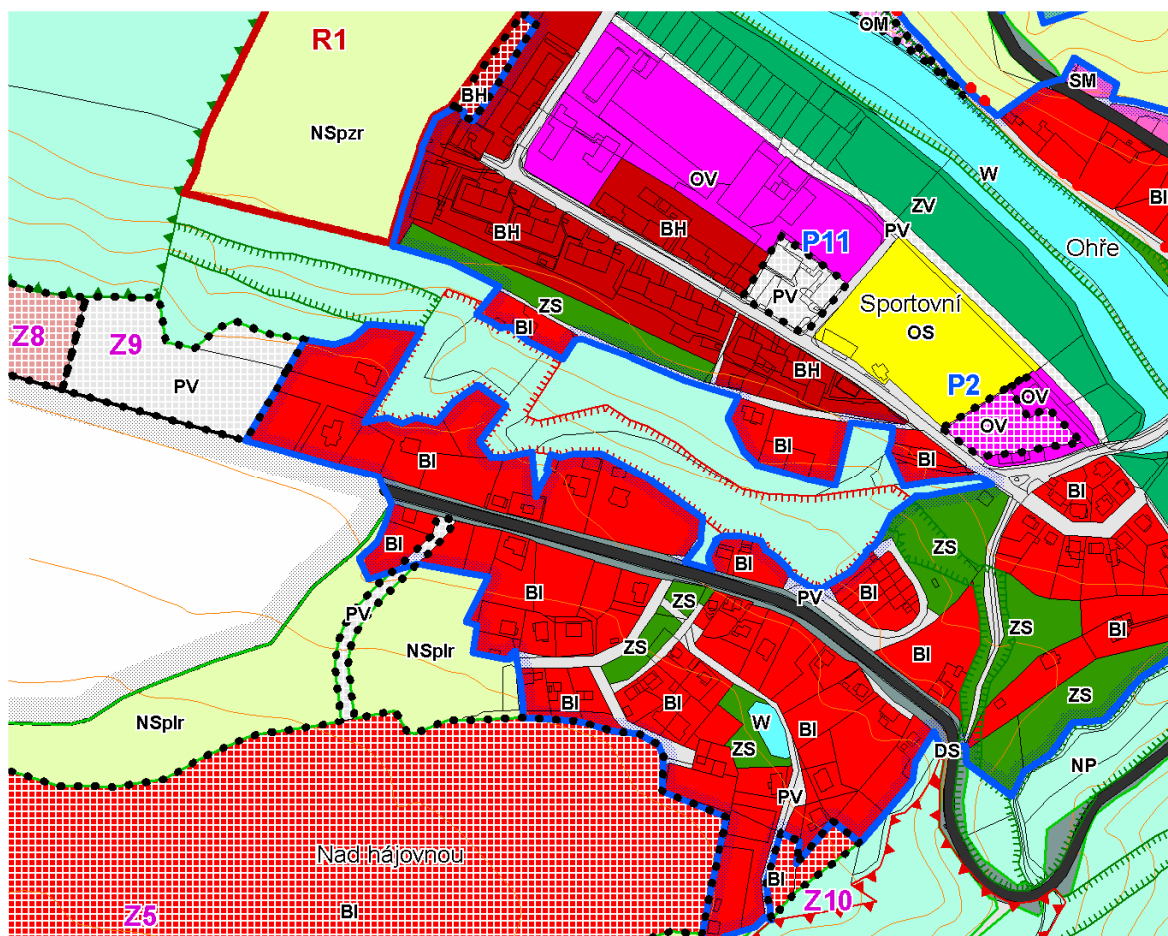 OM
R1
SM
BH
NSpzr
W
OV
BI
ZV
PV
P11
BH
BH
Ohře
PV
ZS
Sportovní
OS
Z8
Z9
BI
PV
BH
P2
OV
OV
BI
BI
BI
BI
ZS
BI
BI
PV
BI
PV
ZS
BI
ZS
BI
ZS
NSplr
BI
ZS
BI
BI
NSplr
W
BI
ZS
DS
NP
PV
Nad hájovnou
BI
Z10
Z5
BI